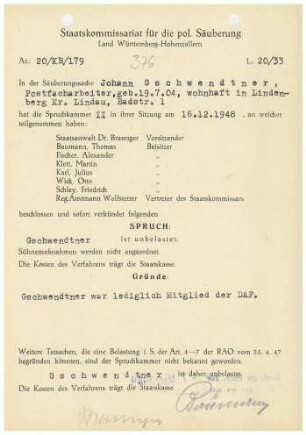 Staatskommissariat für die pol. Säuberung
Land Württemberg-Hohenzollern
376
Az.: 20/KB/179
L. 20/33
In der Säuberungssache Johann Gschwendtner,
Postfacharbeiter, geb.19.7.04, wohnhaft in Linden-
berg Kr. Lindau, Badstr. 1
hat die Spruchkammer II in ihrer Sitzung am 16.12.1948, an welcher
teilgenommen haben:
Staatsanwalt Dr. Braunger Vorsitzender
Baumann, Thomas Beisitzer
Fischer, Alexander "
Klett, Martin "
Karl, Julius "
Wirk, Otto "
Schley, Friedrich "
Reg.Amtmann Wolfstetter Vertreter des Staatskommissars
beschlossen und sofort verkündet folgenden
SPRUCH:
Gschwendtner ist unbelastet.
Sühnemaßnahmen werden nicht angeordnet.
Die Kosten des Verfahrens trägt die Staatskasse.
Gründe:
Gschwendtner war lediglich Mitglied der DAF.
Weitere Tatsachen, die eine Belastung i. S. der Art. 4—7 der RAO vom 25. 4. 47
begründen könnten, sind der Spruchkammer nicht bekannt geworden.
Gschwendtner ist daher unbelastet.
Die Kosten des Verfahrens trägt die Staatskasse.